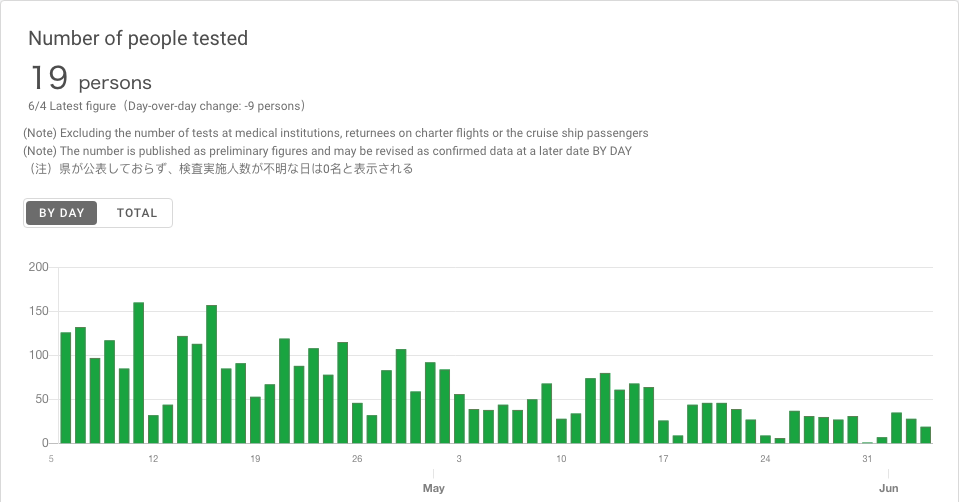 Number of people tested
19 persons
6/4 Latest figure（Day-over-day change: -9 persons）
(Note) Excluding the number of tests at medical institutions, returnees on charter flights or the cruise ship passengers
(Note) The number is published as preliminary figures and may be revised as confirmed data at a later date BY DAY
（注）県が公表しておらず、検査実施人数が不明な日は0名と表示される
BY DAY TOTAL
200
150
100
50
0
5 12 19 26 3 10 17 24 31
May Jun